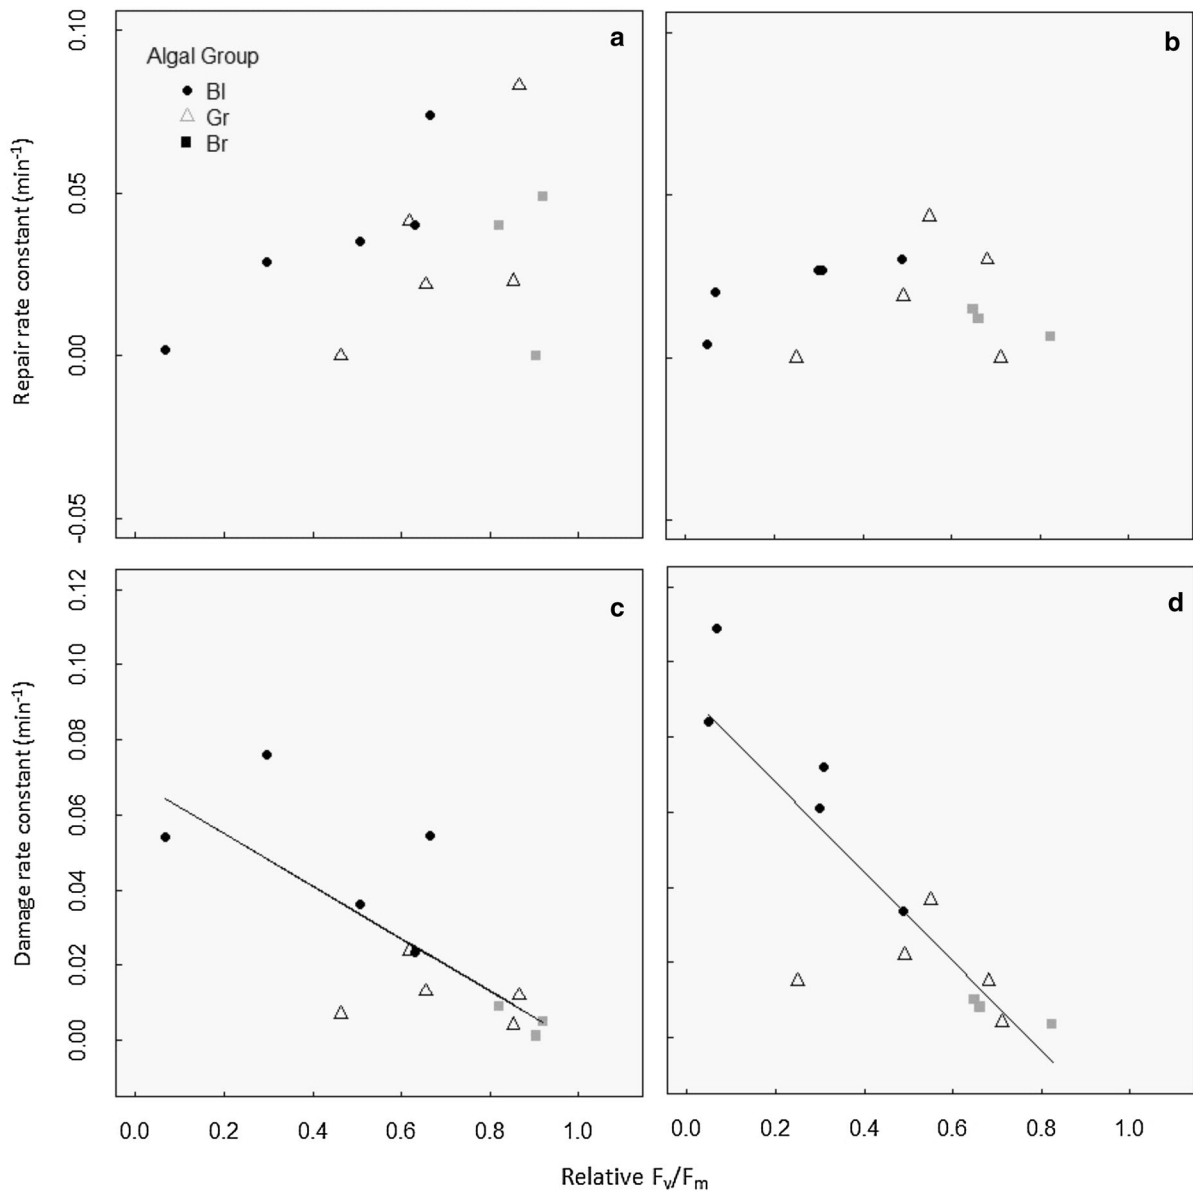 a
b
Algal Group
Bl
Gr
Br
Repair rate constant (min-1)
0.10
0.05
0.00
-0.05
c
d
Damage rate constant (min-1)
0.12
0.10
0.08
0.06
0.04
0.02
0.00
0.0 0.2 0.4 0.6 0.8 1.0
0.0 0.2 0.4 0.6 0.8 1.0
Relative Fv/Fm